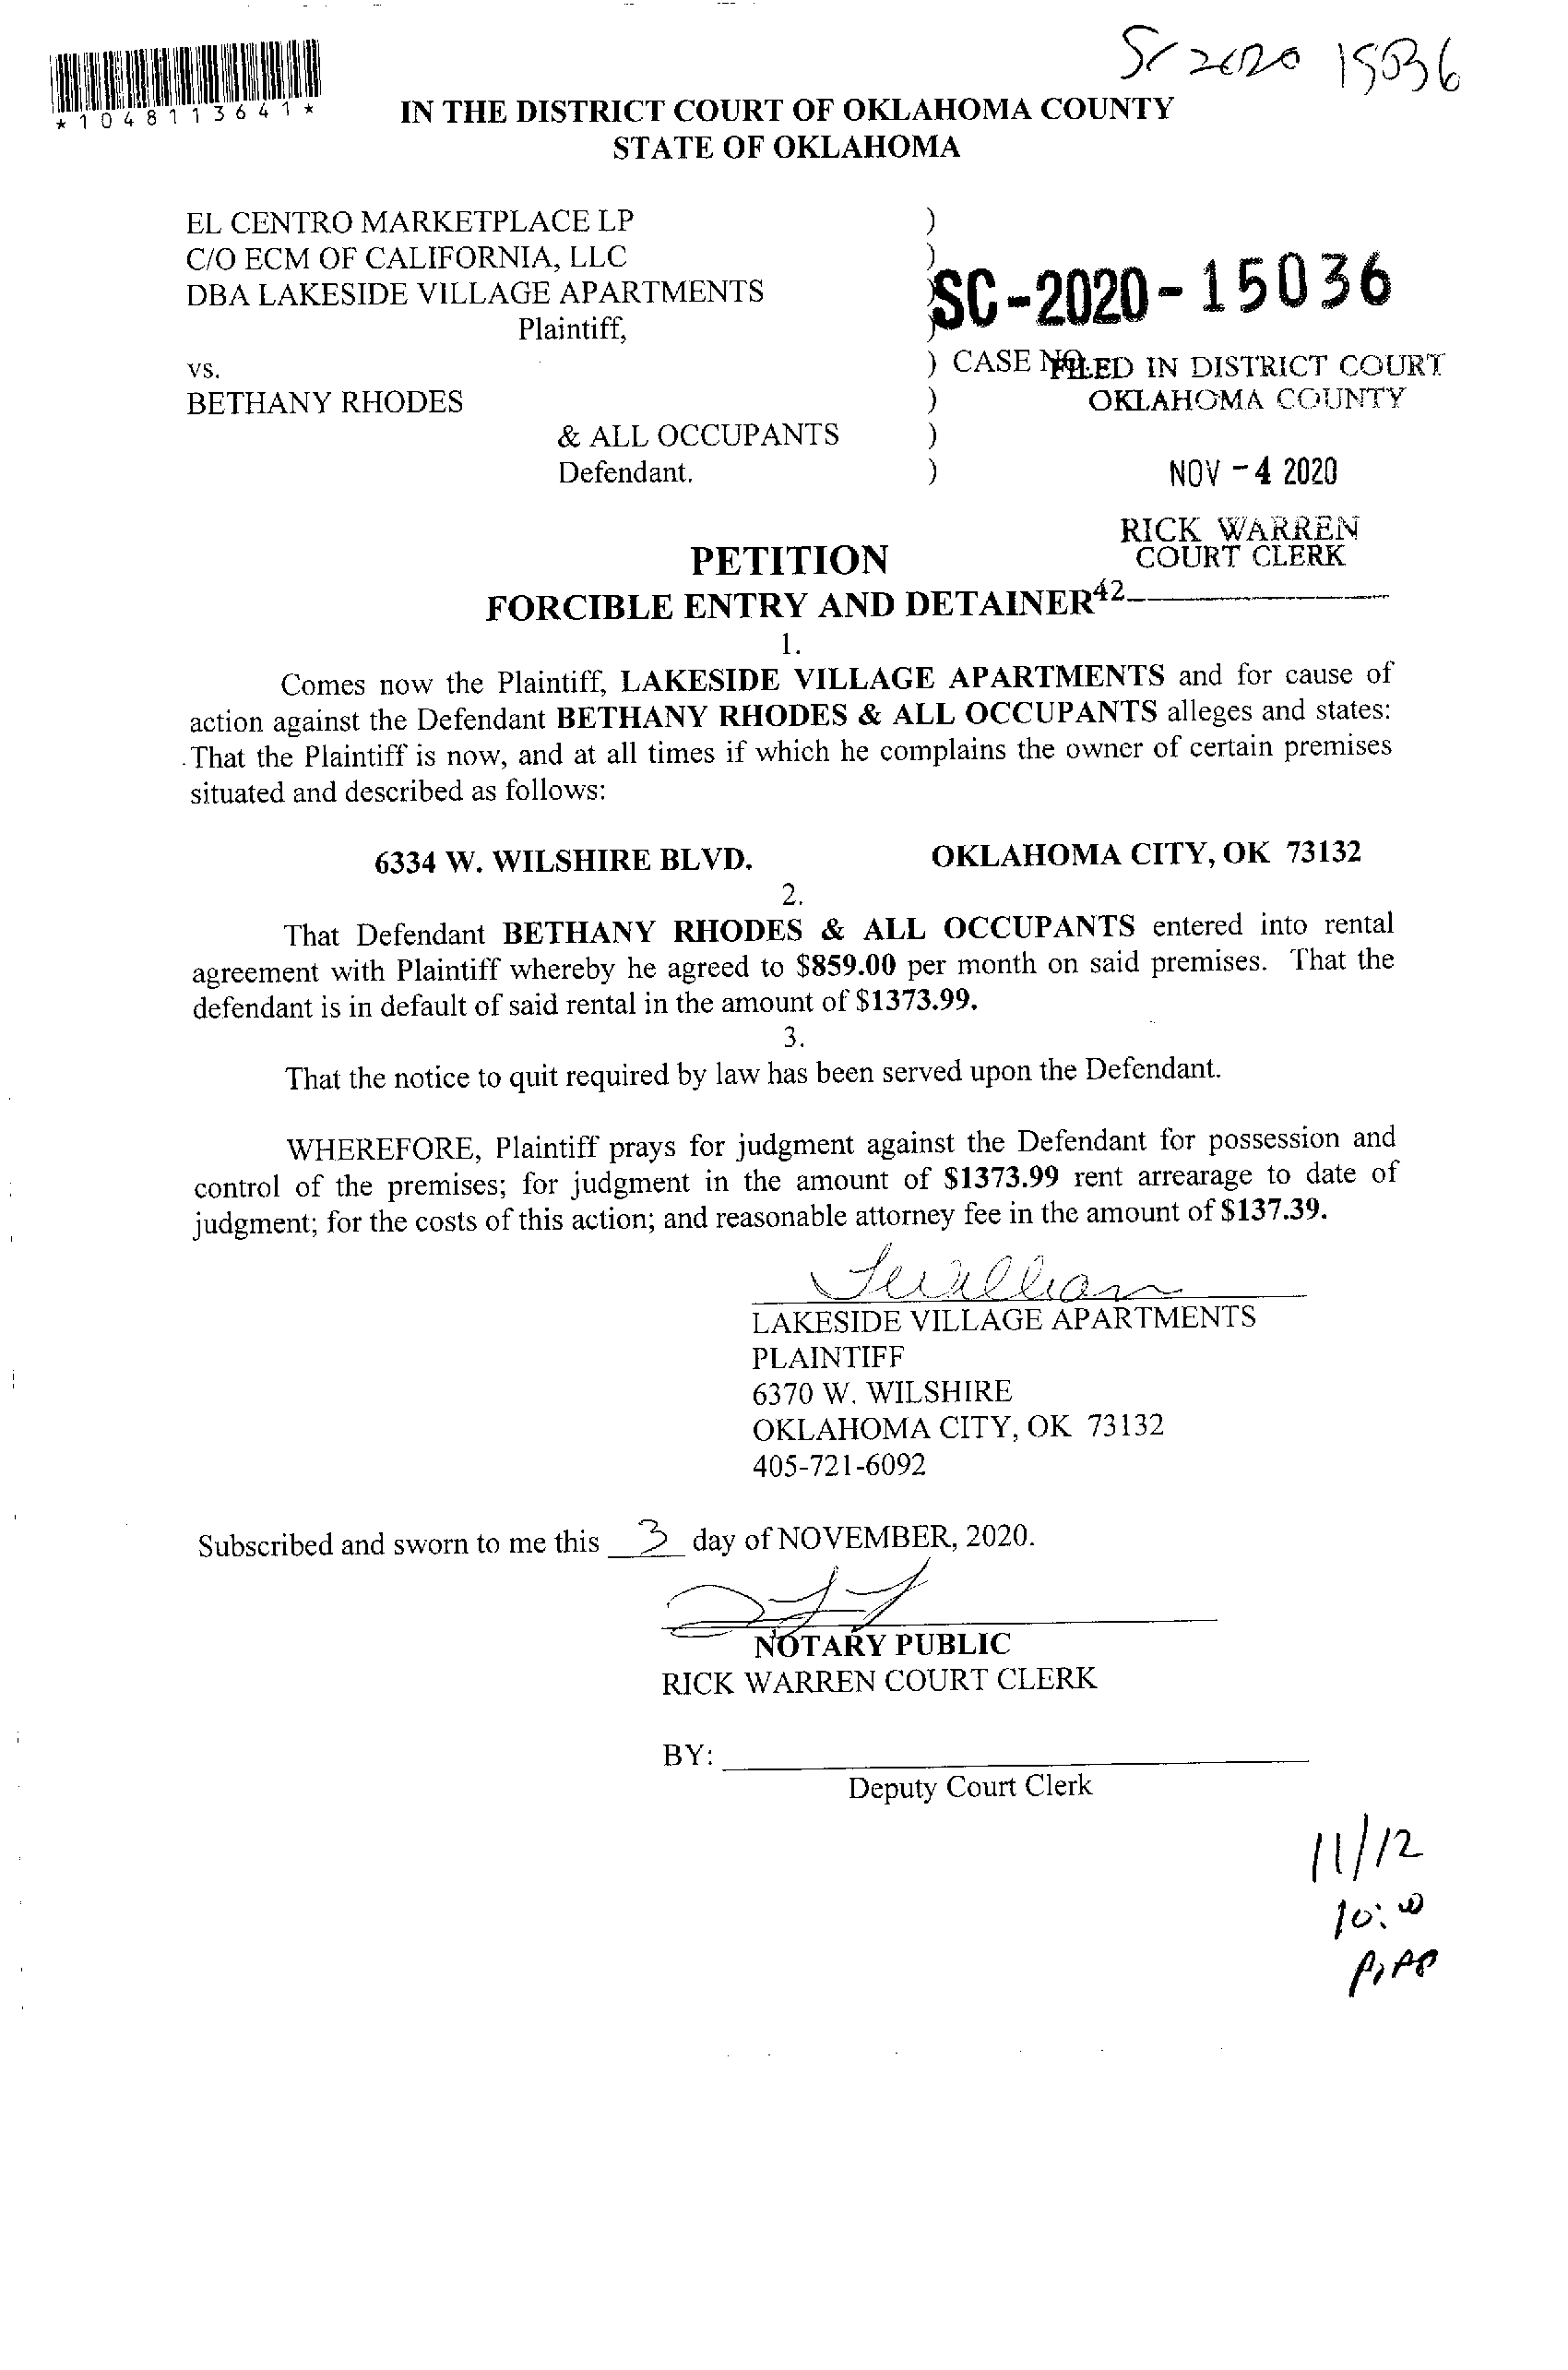 *1048113641*
SC 2020 15036
IN THE DISTRICT COURT OF OKLAHOMA COUNTY
STATE OF OKLAHOMA
EL CENTRO MARKETPLACE LP )
C/O ECM OF CALIFORNIA, LLC )
DBA LAKESIDE VILLAGE APARTMENTS ) SC-2020-15036
Plaintiff, )
vs. ) CASE NO.
FILED IN DISTRICT COURT
BETHANY RHODES ) OKLAHOMA COUNTY
& ALL OCCUPANTS )
Defendant. ) NOV -4 2020
RICK WARREN
PETITION COURT CLERK
FORCIBLE ENTRY AND DETAINER 42
1.
Comes now the Plaintiff, LAKESIDE VILLAGE APARTMENTS and for cause of
action against the Defendant BETHANY RHODES & ALL OCCUPANTS alleges and states:
That the Plaintiff is now, and at all times if which he complains the owner of certain premises
situated and described as follows:
6334 W. WILSHIRE BLVD. OKLAHOMA CITY, OK 73132
2.
That Defendant BETHANY RHODES & ALL OCCUPANTS entered into rental
agreement with Plaintiff whereby he agreed to $859.00 per month on said premises. That the
defendant is in default of said rental in the amount of $1373.99.
3.
That the notice to quit required by law has been served upon the Defendant.
WHEREFORE, Plaintiff prays for judgment against the Defendant for possession and
control of the premises; for judgment in the amount of $1373.99 rent arrearage to date of
judgment; for the costs of this action; and reasonable attorney fee in the amount of $137.39.
LAKESIDE VILLAGE APARTMENTS
PLAINTIFF
6370 W. WILSHIRE
OKLAHOMA CITY, OK 73132
405-721-6092
Subscribed and sworn to me this 3 day of NOVEMBER, 2020.
NOTARY PUBLIC
RICK WARREN COURT CLERK
BY:
Deputy Court Clerk
11/12
10:00